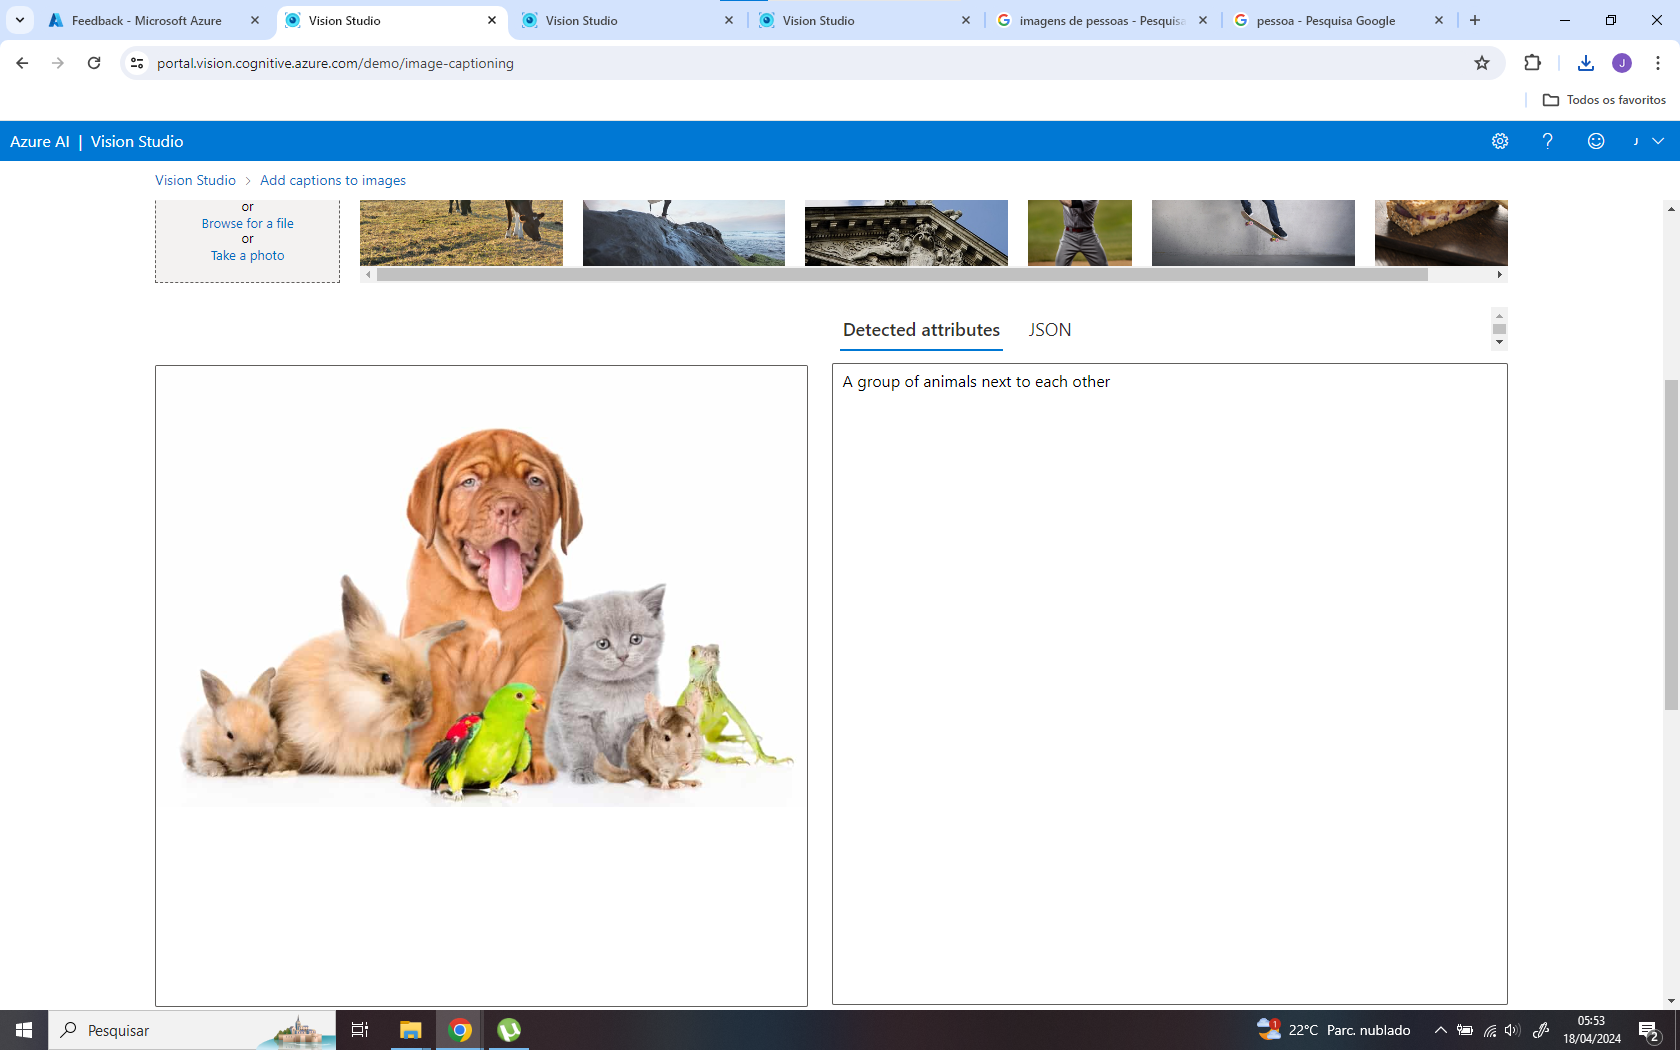 Feedback - Microsoft Azure
Vision Studio
Vision Studio
Vision Studio
imagens de pessoas - Pesquisa
pessoa - Pesquisa Google
portal.vision.cognitive.azure.com/demo/image-captioning
J
Todos os favoritos
Azure AI | Vision Studio
J
Vision Studio > Add captions to images
or
Browse for a file
or
Take a photo
Detected attributes
JSON
A group of animals next to each other
Pesquisar
1
22°C Parc. nublado
05:53
18/04/2024
2